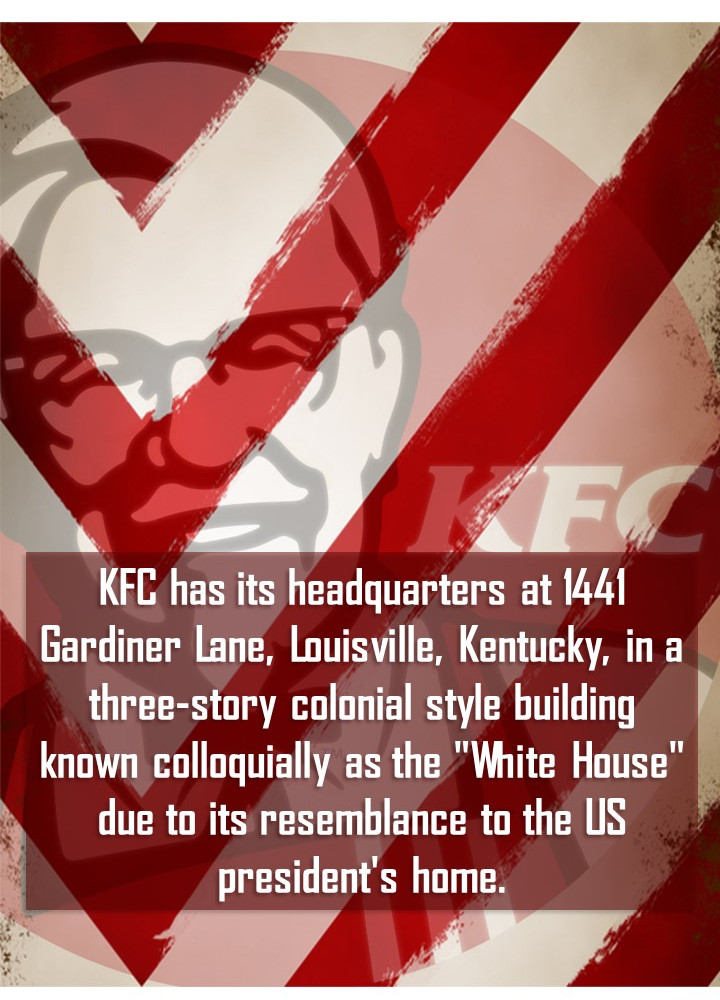 KFC
KFC has its headquarters at 1441
Gardiner Lane, Louisville, Kentucky, in a
three-story colonial style building
known colloquially as the "White House"
due to its resemblance to the US
president's home.